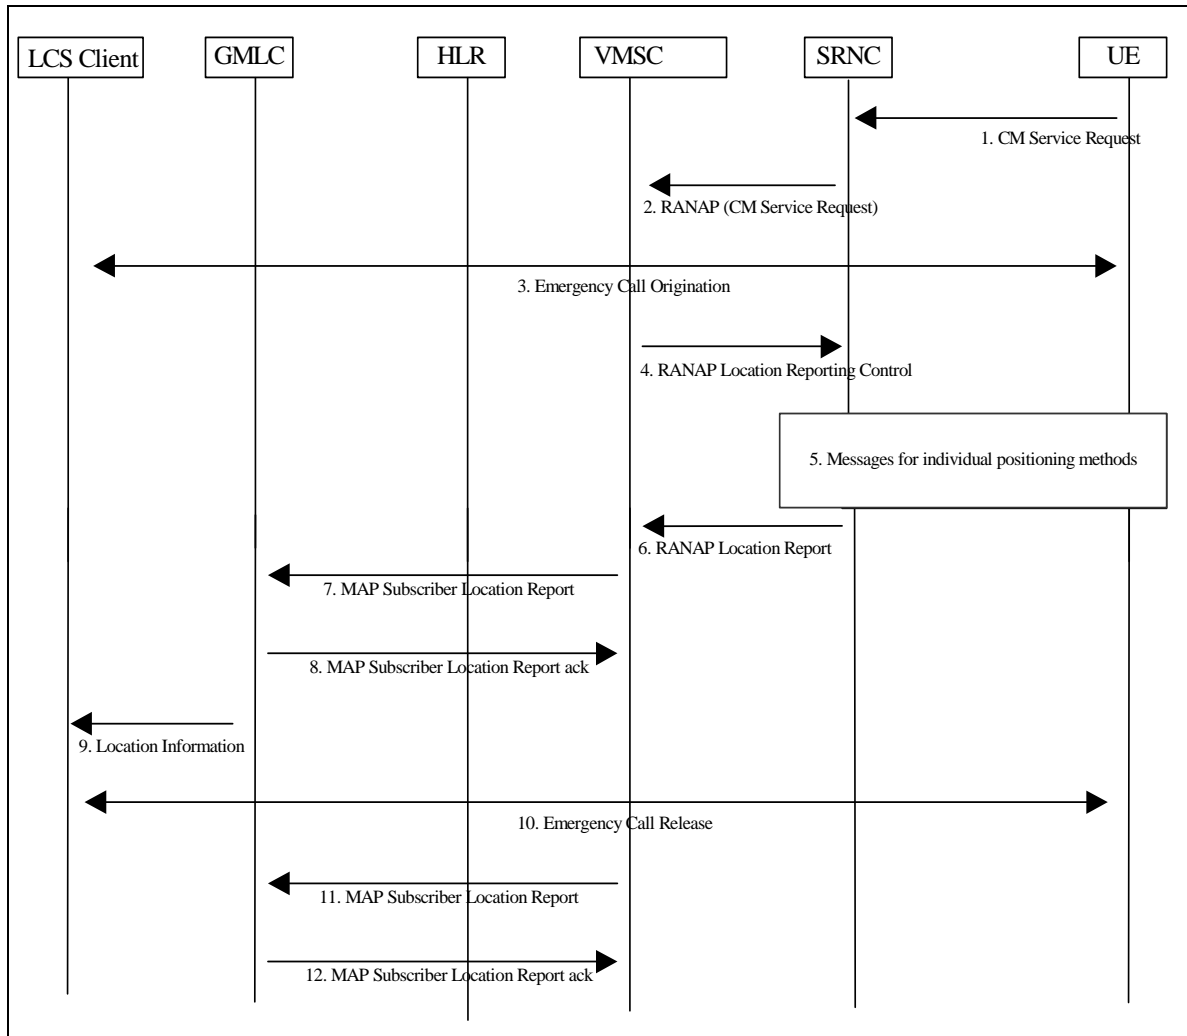 LCS Client
GMLC
HLR
VMSC
SRNC
UE
1. CM Service Request
2. RANAP (CM Service Request)
3. Emergency Call Origination
4. RANAP Location Reporting Control
5. Messages for individual positioning methods
6. RANAP Location Report
7. MAP Subscriber Location Report
8. MAP Subscriber Location Report ack
9. Location Information
10. Emergency Call Release
11. MAP Subscriber Location Report
12. MAP Subscriber Location Report ack